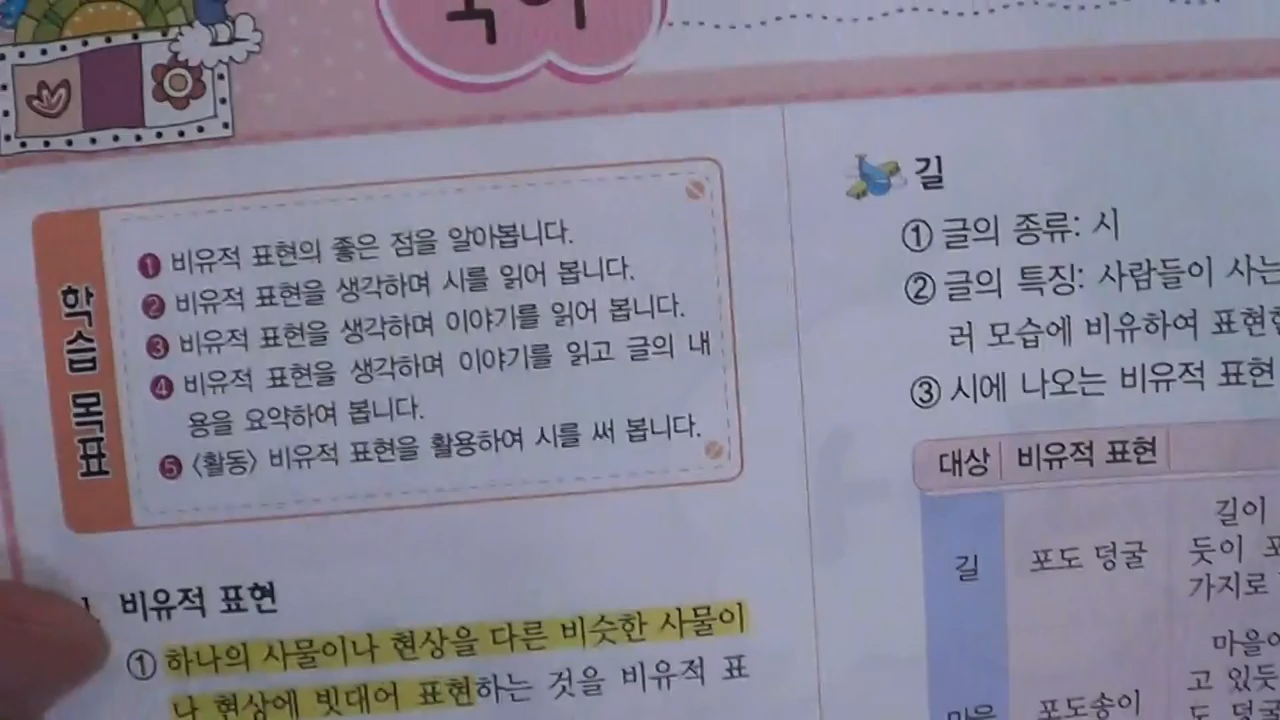 국어
학습 목표
❶ 비유적 표현의 좋은 점을 알아봅니다.
❷ 비유적 표현을 생각하며 시를 읽어 봅니다.
❸ 비유적 표현을 생각하며 이야기를 읽어 봅니다.
❹ 비유적 표현을 생각하며 이야기를 읽고 글의 내
용을 요약하여 봅니다.
❺ 〈활동〉 비유적 표현을 활용하여 시를 써 봅니다.
1. 비유적 표현
① 하나의 사물이나 현상을 다른 비슷한 사물이
나 현상에 빗대어 표현하는 것을 비유적 표
길
① 글의 종류: 시
② 글의 특징: 사람들이 사는
러 모습에 비유하여 표현한
③ 시에 나오는 비유적 표현
대상 비유적 표현
길 포도 덩굴
길이
듯이 포
가지로
마을 포도송이
마을이
고 있듯
도 덩굴